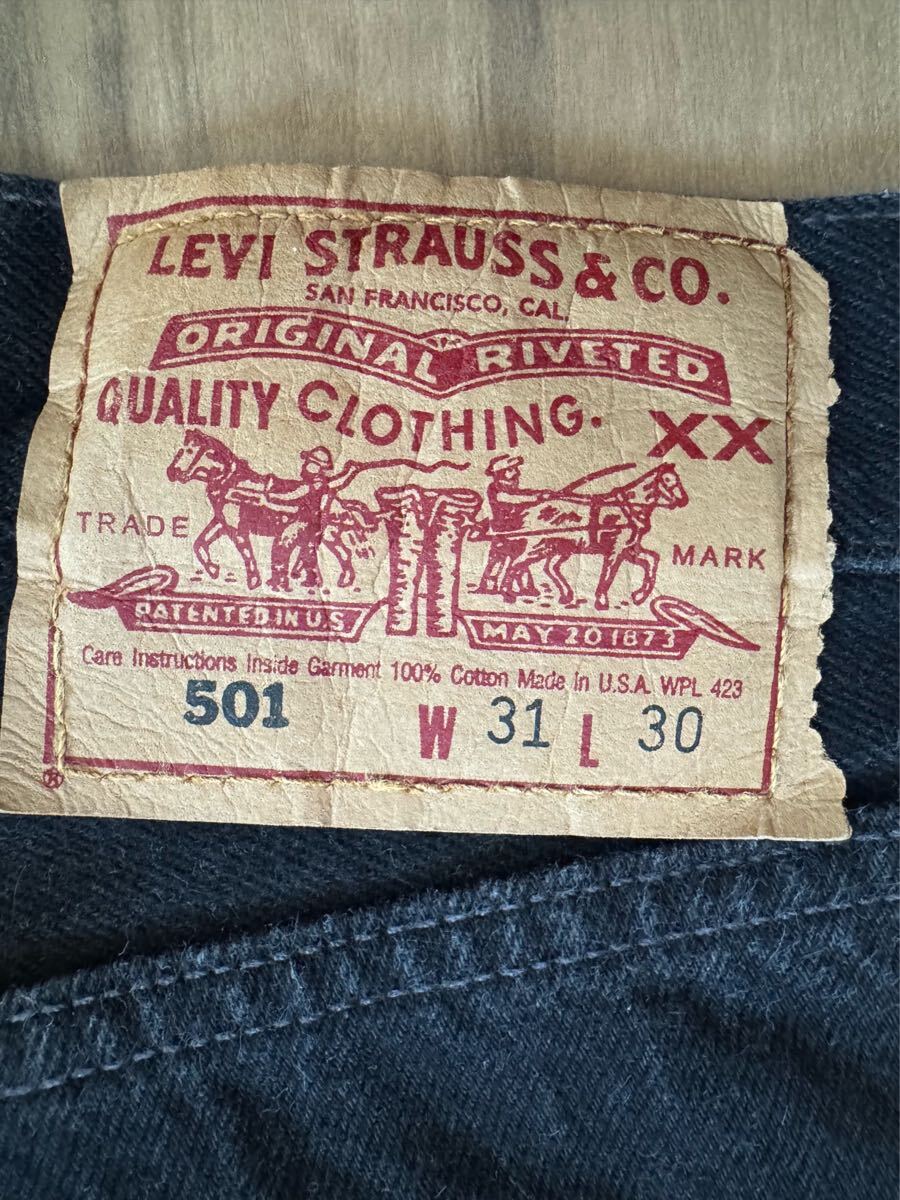 LEVI STRAUSS & CO.
SAN FRANCISCO, CAL.
ORIGINAL RIVETED
QUALITY CLOTHING. XX
TRADE MARK
PATENTED IN U.S. MAY 20 1873
Care Instructions Inside Garment 100% Cotton Made in U.S.A. WPL 423
501 W 31 L 30
®